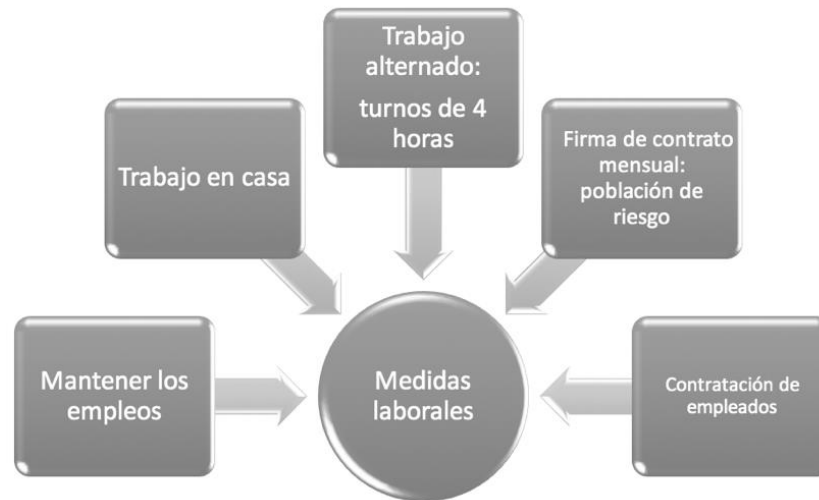 Trabajo
alternado:
turnos de 4
horas
Trabajo en casa
Firma de contrato
mensual:
población de
riesgo
Mantener los
empleos
Medidas
laborales
Contratación de
empleados